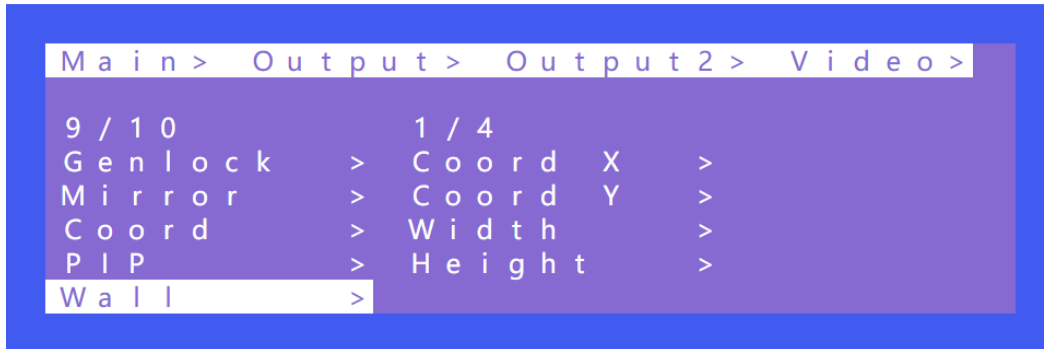 Main> Output> Output2> Video>
9/10 1/4
Genlock > Coord X >
Mirror > Coord Y >
Coord > Width >
PIP > Height >
Wall >